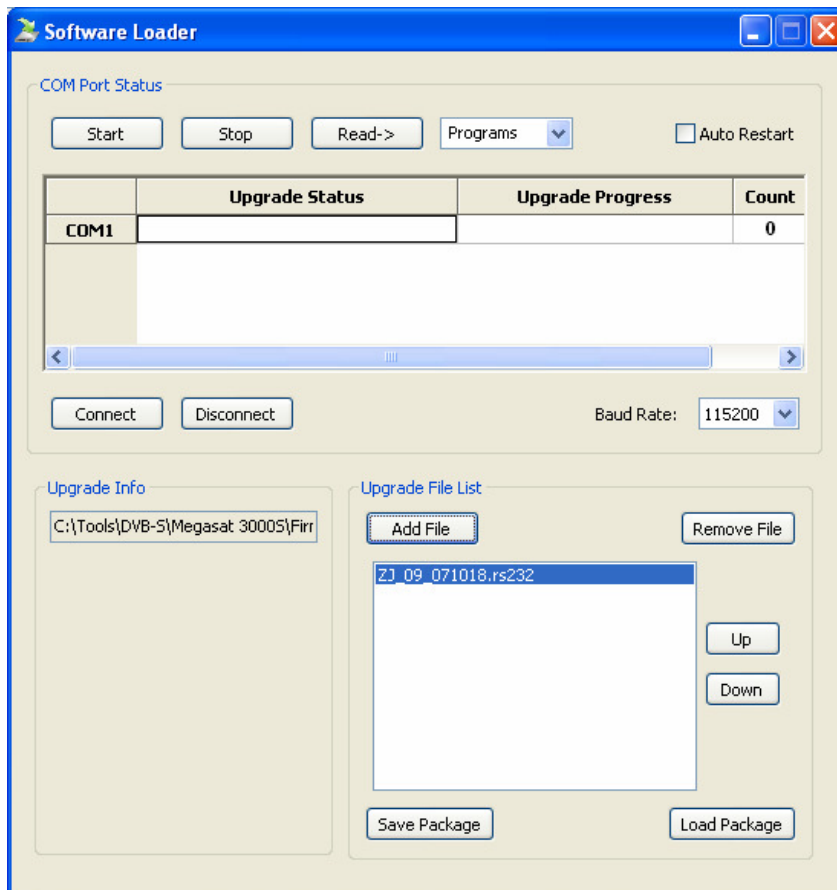 Software Loader
COM Port Status
Start Stop Read-> Programs Auto Restart
Upgrade Status Upgrade Progress Count
COM1 0
Connect Disconnect Baud Rate: 115200
Upgrade Info
C:\Tools\DVB-S\Megasat 3000S\Firr
Upgrade File List
Add File Remove File
ZJ_09_071018.rs232
Up
Down
Save Package Load Package